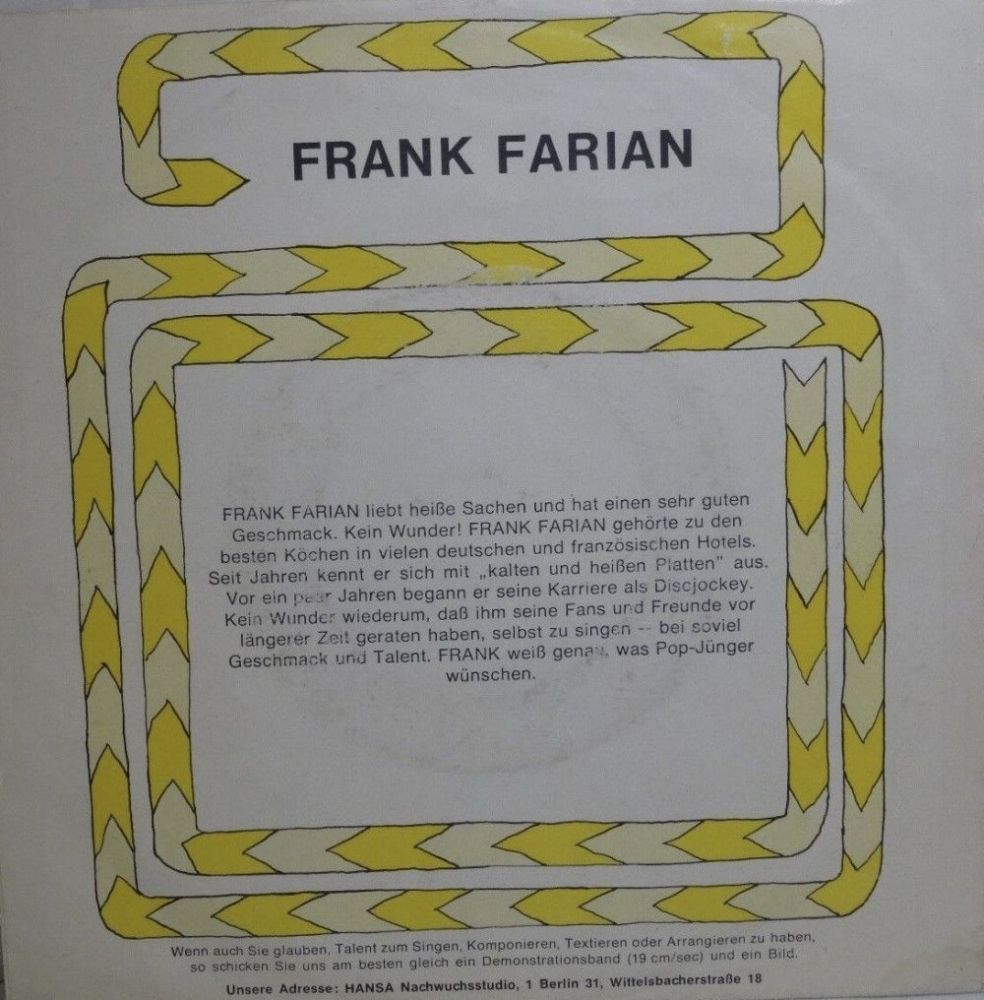 FRANK FARIAN
FRANK FARIAN liebt heiße Sachen und hat einen sehr guten
Geschmack. Kein Wunder! FRANK FARIAN gehörte zu den
besten Köchen in vielen deutschen und französischen Hotels.
Seit Jahren kennt er sich mit „kalten und heißen Platten” aus.
Vor ein paar Jahren begann er seine Karriere als Discjockey.
Kein Wunder wiederum, daß ihm seine Fans und Freunde vor
längerer Zeit geraten haben, selbst zu singen -- bei soviel
Geschmack und Talent. FRANK weiß genau, was Pop-Jünger
wünschen.
Wenn auch Sie glauben, Talent zum Singen, Komponieren, Textieren oder Arrangieren zu haben,
so schicken Sie uns am besten gleich ein Demonstrationsband (19 cm/sec) und ein Bild.
Unsere Adresse: HANSA Nachwuchsstudio, 1 Berlin 31, Wittelsbacherstraße 18